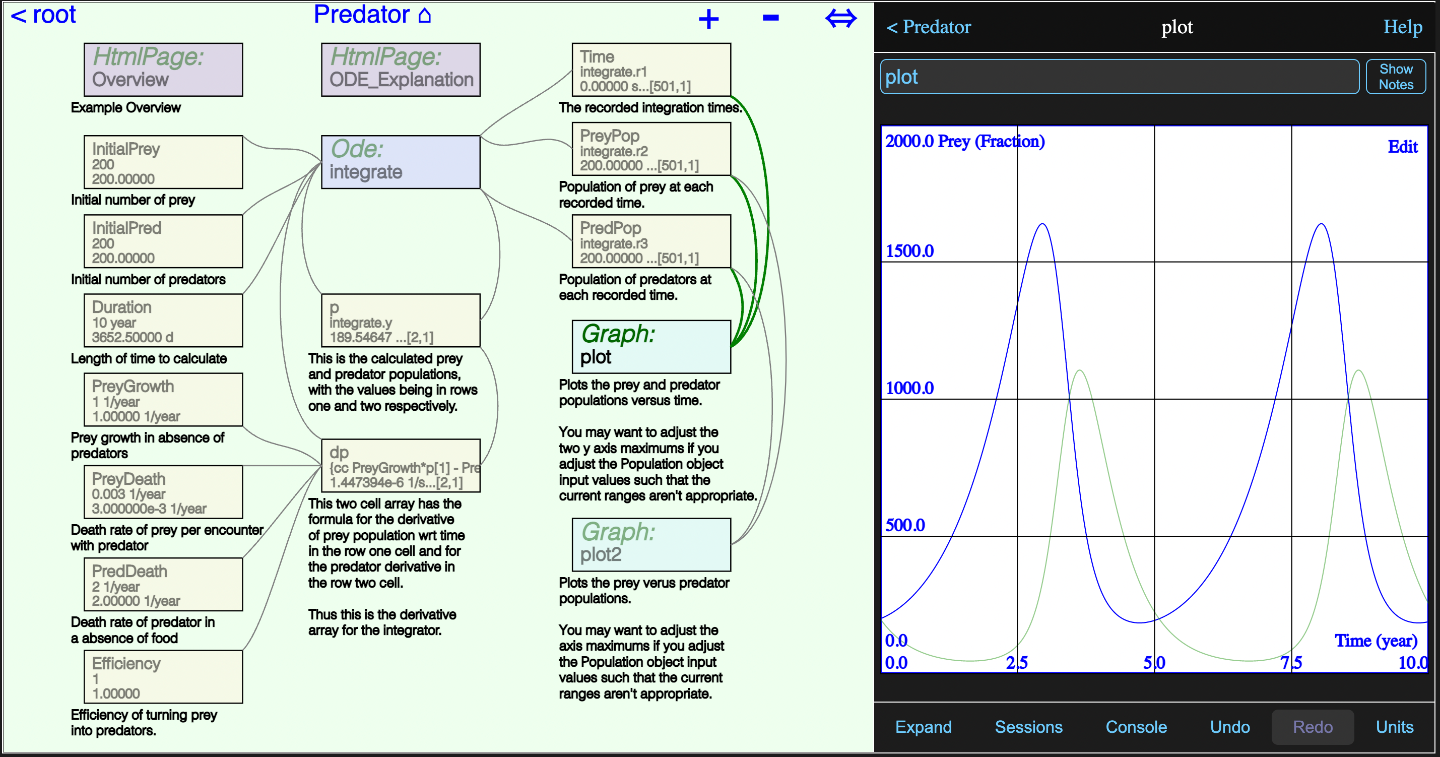 < root
Predator ⌂
+
-
⇔
HtmlPage:
Overview
Example Overview
InitialPrey
200
200.00000
Initial number of prey
InitialPred
200
200.00000
Initial number of predators
Duration
10 year
3652.50000 d
Length of time to calculate
PreyGrowth
1 1/year
1.00000 1/year
Prey growth in absence of
predators
PreyDeath
0.003 1/year
3.000000e-3 1/year
Death rate of prey per encounter
with predator
PredDeath
2 1/year
2.00000 1/year
Death rate of predator in
a absence of food
Efficiency
1
1.00000
Efficiency of turning prey
into predators.
HtmlPage:
ODE_Explanation
Ode:
integrate
p
integrate.y
189.54647 ...[2,1]
This is the calculated prey
and predator populations,
with the values being in rows
one and two respectively.
dp
{cc PreyGrowth*p[1] - Pre
1.447394e-6 1/s...[2,1]
This two cell array has the
formula for the derivative
of prey population wrt time
in the row one cell and for
the predator derivative in
the row two cell.
Thus this is the derivative
array for the integrator.
Time
integrate.r1
0.00000 s...[501,1]
The recorded integration times.
PreyPop
integrate.r2
200.00000 ...[501,1]
Population of prey at each
recorded time.
PredPop
integrate.r3
200.00000 ...[501,1]
Population of predators at
each recorded time.
Graph:
plot
Plots the prey and predator
populations versus time.
You may want to adjust the
two y axis maximums if you
adjust the Population object
input values such that the
current ranges aren't appropriate.
Graph:
plot2
Plots the prey verus predator
populations.
You may want to adjust the
axis maximums if you adjust
the Population object input
values such that the current
ranges aren't appropriate.
< Predator
plot
Help
plot
Show
Notes
2000.0 Prey (Fraction)
Edit
1500.0
1000.0
500.0
0.0
Time (year)
0.0
2.5
5.0
7.5
10.0
Expand
Sessions
Console
Undo
Redo
Units